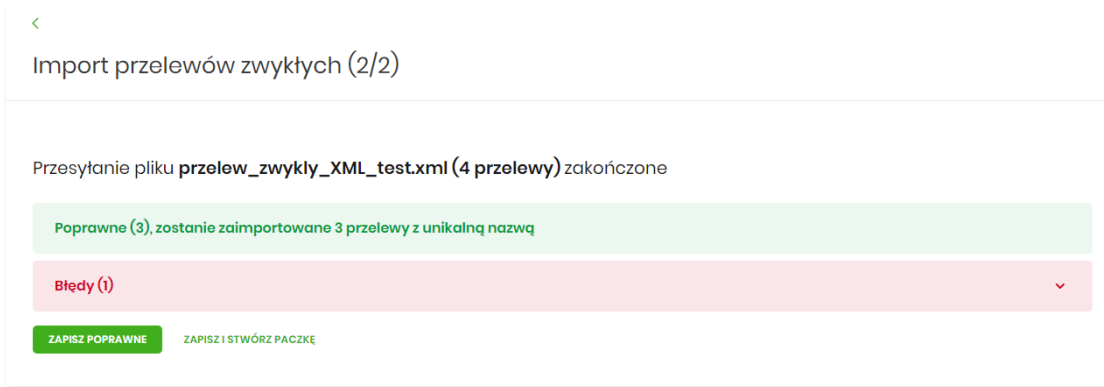 Import przelewów zwykłych (2/2)
Przesyłanie pliku przelew_zwykly_XML_test.xml (4 przelewy) zakończone
Poprawne (3), zostanie zaimportowane 3 przelewy z unikalną nazwą
Błędy (1)
ZAPISZ POPRAWNE ZAPISZ I STWÓRZ PACZKĘ